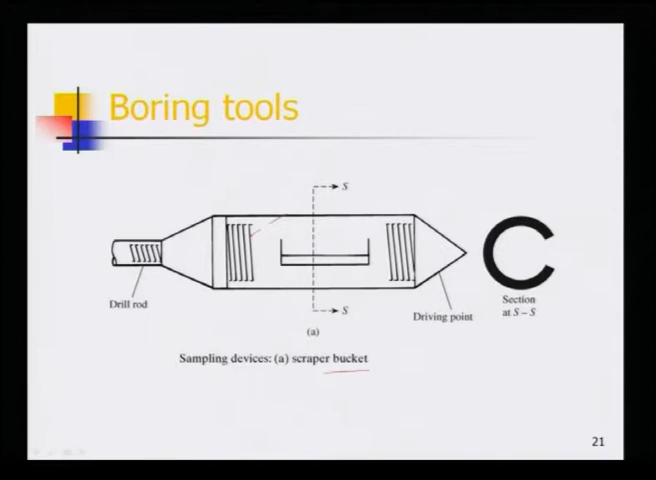 Boring tools
S
Drill rod
S
(a)
Driving point
Section
at S – S
Sampling devices: (a) scraper bucket
21